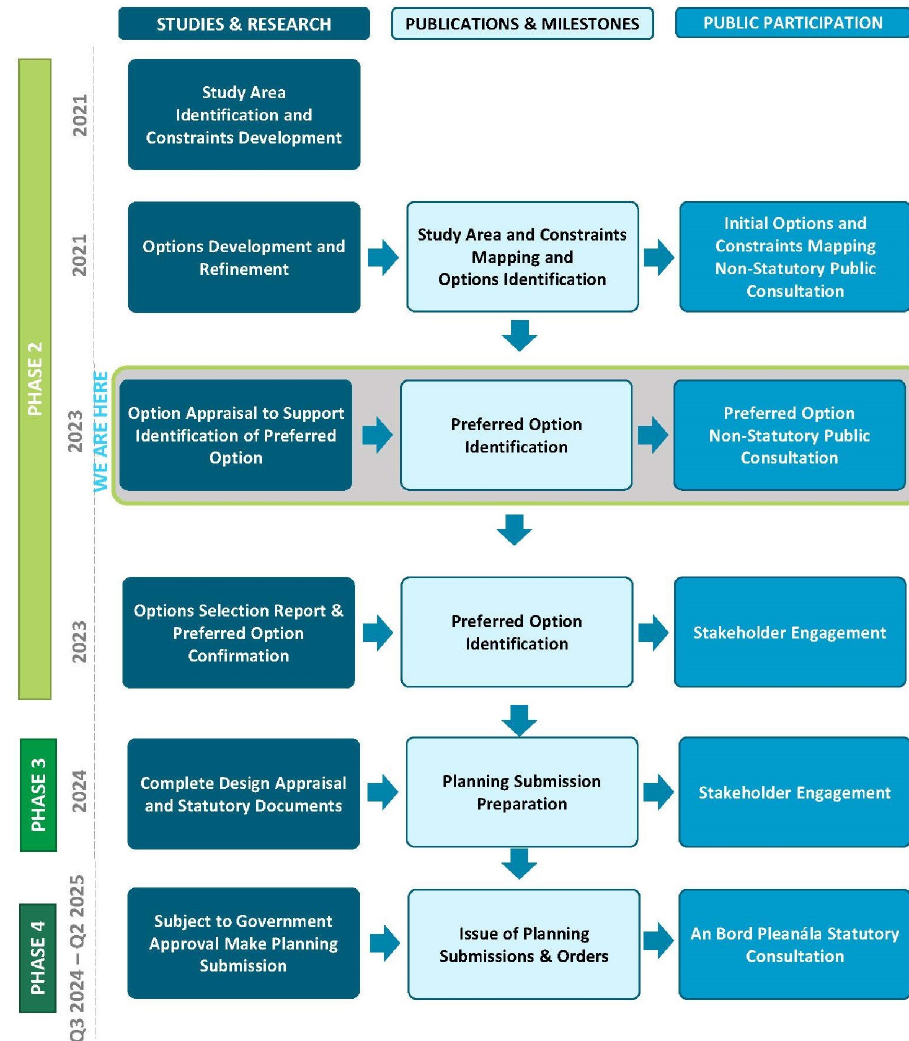 STUDIES & RESEARCH
PUBLICATIONS & MILESTONES
PUBLIC PARTICIPATION
PHASE 2
2021
Study Area
Identification and
Constraints Development
2021
Options Development and
Refinement
Study Area and Constraints
Mapping and
Options Identification
Initial Options and
Constraints Mapping
Non-Statutory Public
Consultation
2023
WE ARE HERE
Option Appraisal to Support
Identification of Preferred
Option
Preferred Option
Identification
Preferred Option
Non-Statutory Public
Consultation
2023
Options Selection Report &
Preferred Option
Confirmation
Preferred Option
Identification
Stakeholder Engagement
PHASE 3
2024
Complete Design Appraisal
and Statutory Documents
Planning Submission
Preparation
Stakeholder Engagement
PHASE 4
Q3 2024 – Q2 2025
Subject to Government
Approval Make Planning
Submission
Issue of Planning
Submissions & Orders
An Bord Pleanála Statutory
Consultation